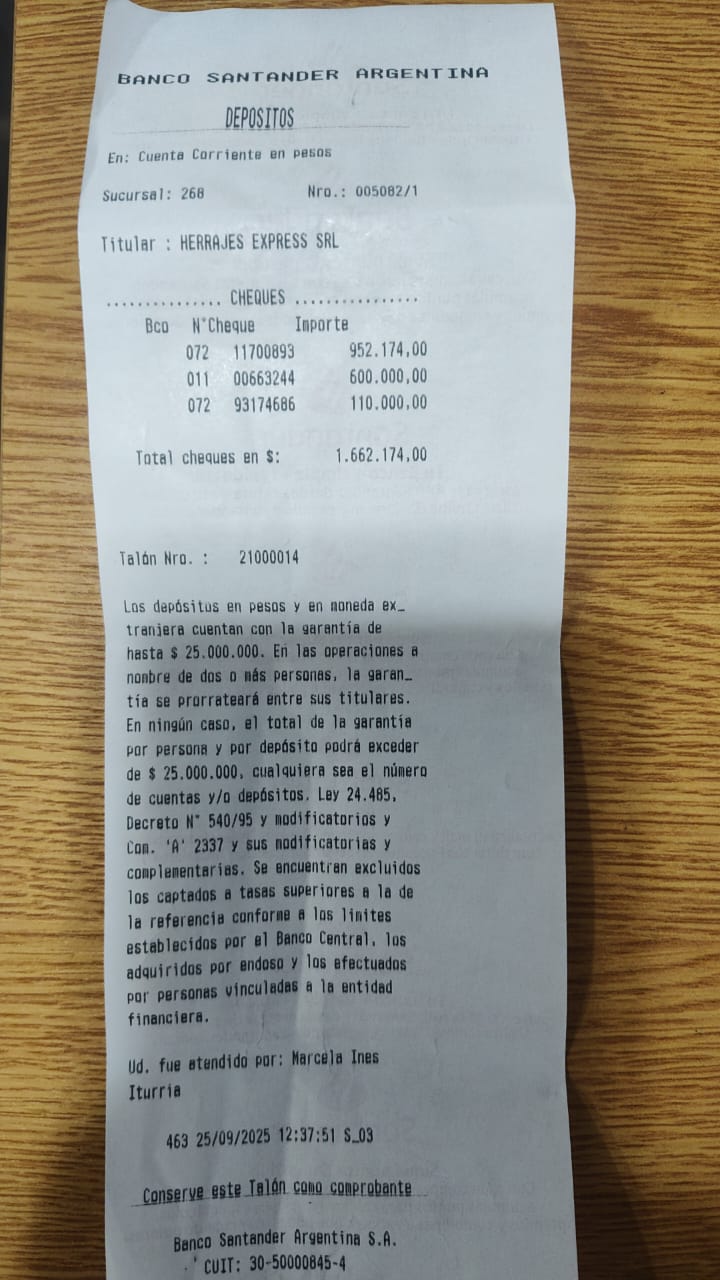 BANCO SANTANDER ARGENTINA
DEPOSITOS
En: Cuenta Corriente en pesos
Sucursal: 268 Nro.: 005082/1
Titular : HERRAJES EXPRESS SRL
............... CHEQUES ................
Bco N°Cheque Importe
072 11700893 952.174,00
011 00663244 600.000,00
072 93174686 110.000,00
Total cheques en $: 1.662.174,00
Talón Nro. : 21000014
Los depósitos en pesos y en moneda ex_
tranjera cuentan con la garantía de
hasta $ 25.000.000. En las operaciones a
nombre de dos o más personas, la garan_
tía se prorrateará entre sus titulares.
En ningún caso, el total de la garantía
por persona y por depósito podrá exceder
de $ 25.000.000, cualquiera sea el número
de cuentas y/o depósitos. Ley 24.485,
Decreto N° 540/95 y modificatorios y
Com. 'A' 2337 y sus modificatorias y
complementarias. Se encuentran excluidos
los captados a tasas superiores a la de
la referencia conforme a los limites
establecidos por el Banco Central, los
adquiridos por endoso y los efectuados
por personas vinculadas a la entidad
financiera.
Ud. fue atendido por: Marcela Ines
Iturria
463 25/09/2025 12:37:51 S_03
Conserve este Talón como comprobante
Banco Santander Argentina S.A.
CUIT: 30-50000845-4